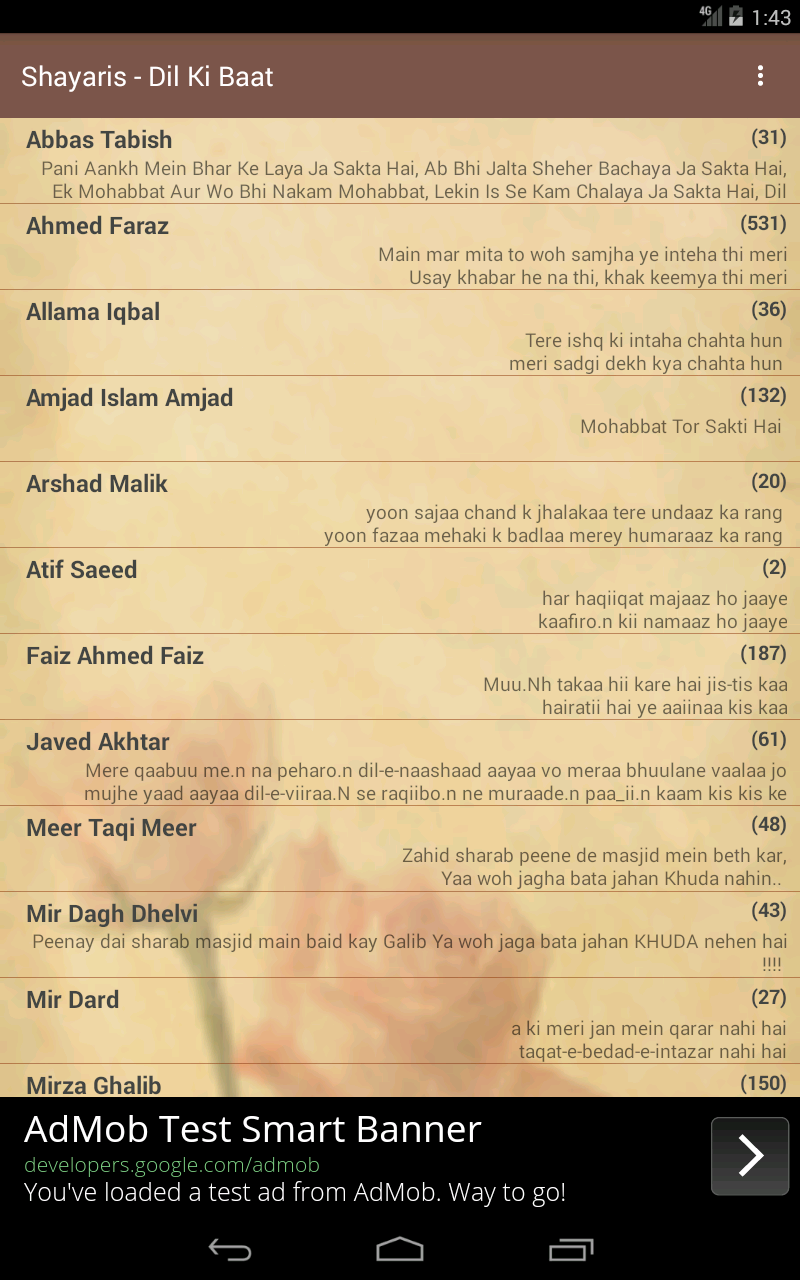 4G 1:43
Shayaris - Dil Ki Baat
Abbas Tabish (31)
Pani Aankh Mein Bhar Ke Laya Ja Sakta Hai, Ab Bhi Jalta Sheher Bachaya Ja Sakta Hai,
Ek Mohabbat Aur Wo Bhi Nakam Mohabbat, Lekin Is Se Kam Chalaya Ja Sakta Hai, Dil
Ahmed Faraz (531)
Main mar mita to woh samjha ye inteha thi meri
Usay khabar he na thi, khak keemya thi meri
Allama Iqbal (36)
Tere ishq ki intaha chahta hun
meri sadgi dekh kya chahta hun
Amjad Islam Amjad (132)
Mohabbat Tor Sakti Hai
Arshad Malik (20)
yoon sajaa chand k jhalakaa tere undaaz ka rang
yoon fazaa mehaki k badlaa merey humaraaz ka rang
Atif Saeed (2)
har haqiiqat majaaz ho jaaye
kaafiro.n kii namaaz ho jaaye
Faiz Ahmed Faiz (187)
Muu.Nh takaa hii kare hai jis-tis kaa
hairatii hai ye aaiinaa kis kaa
Javed Akhtar (61)
Mere qaabuu me.n na peharo.n dil-e-naashaad aayaa vo meraa bhuulane vaalaa jo
mujhe yaad aayaa dil-e-viiraa.N se raqiibo.n ne muraade.n paa_ii.n kaam kis kis ke
Meer Taqi Meer (48)
Zahid sharab peene de masjid mein beth kar,
Yaa woh jagha bata jahan Khuda nahin..
Mir Dagh Dhelvi (43)
Peenay dai sharab masjid main baid kay Galib Ya woh jaga bata jahan KHUDA nehen hai
!!!!
Mir Dard (27)
a ki meri jan mein qarar nahi hai
taqat-e-bedad-e-intazar nahi hai
Mirza Ghalib (150)
AdMob Test Smart Banner
developers.google.com/admob
You've loaded a test ad from AdMob. Way to go!